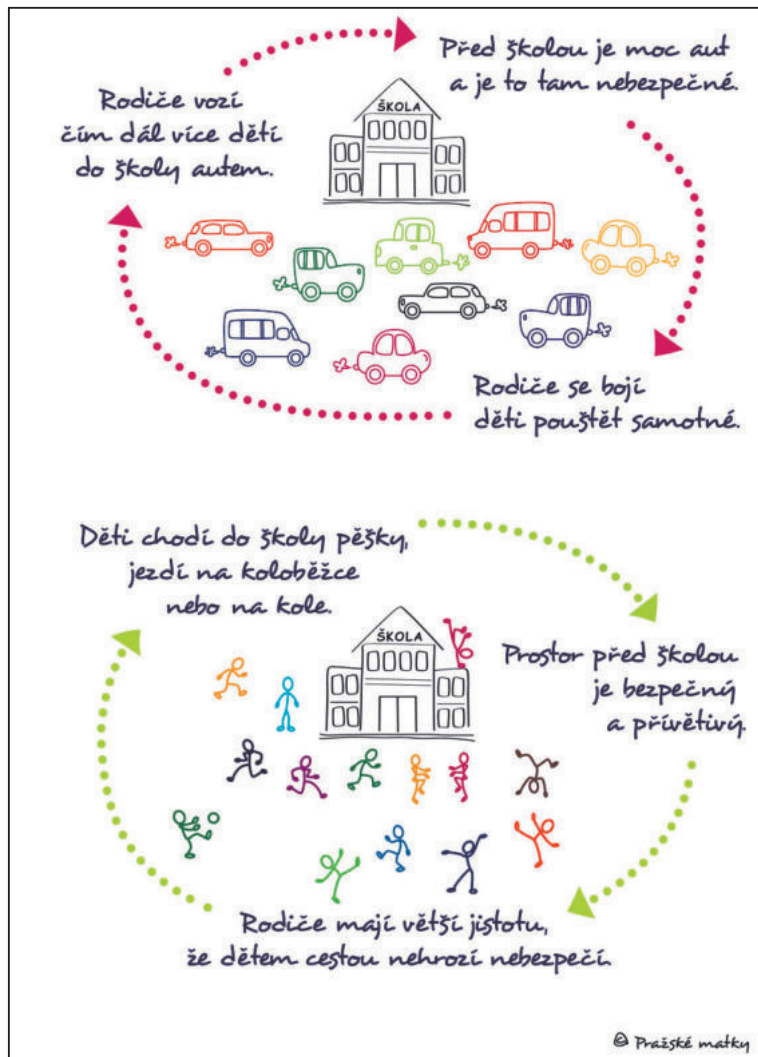 Před školou je moc aut
a je to tam nebezpečné.
Rodiče vozí
čím dál více dětí
do školy autem.
ŠKOLA
Rodiče se bojí
děti pouštět samotné.
Děti chodí do školy pěšky,
jezdí na koloběžce
nebo na kole.
ŠKOLA
Prostor před školou
je bezpečný
a přívětivý.
Rodiče mají větší jistotu,
že dětem cestou nehrozí nebezpečí.
© Pražské matky